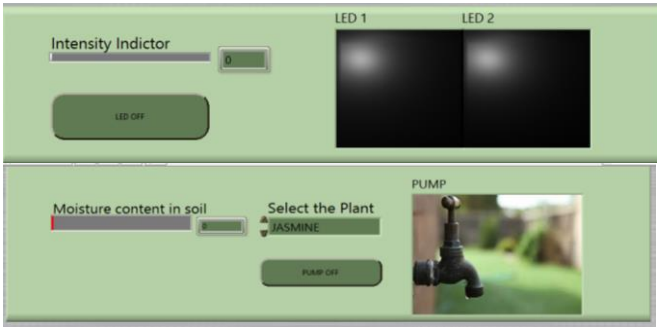 LED 1
LED 2
Intensity Indictor
0
LED OFF
PUMP
Moisture content in soil
0
Select the Plant
JASMINE
PUMP OFF